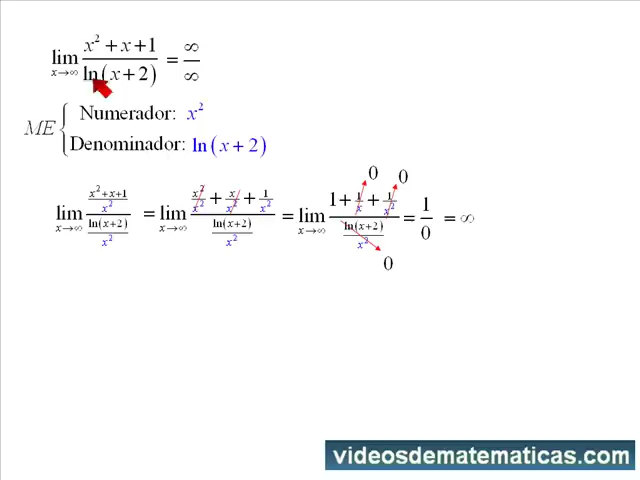 lim x→∞ (x² + x + 1)/(ln(x + 2)) = ∞/∞
ME { Numerador: x²
Denominador: ln(x + 2)
lim x→∞ ((x²+x+1)/x²)/((ln(x+2))/x²) = lim x→∞ (x²/x² + x/x² + 1/x²)/((ln(x+2))/x²) = lim x→∞ (1 + 1/x + 1/x²)/((ln(x+2))/x²) = 1/0 = ∞
0 0
0
videosdematematicas.com